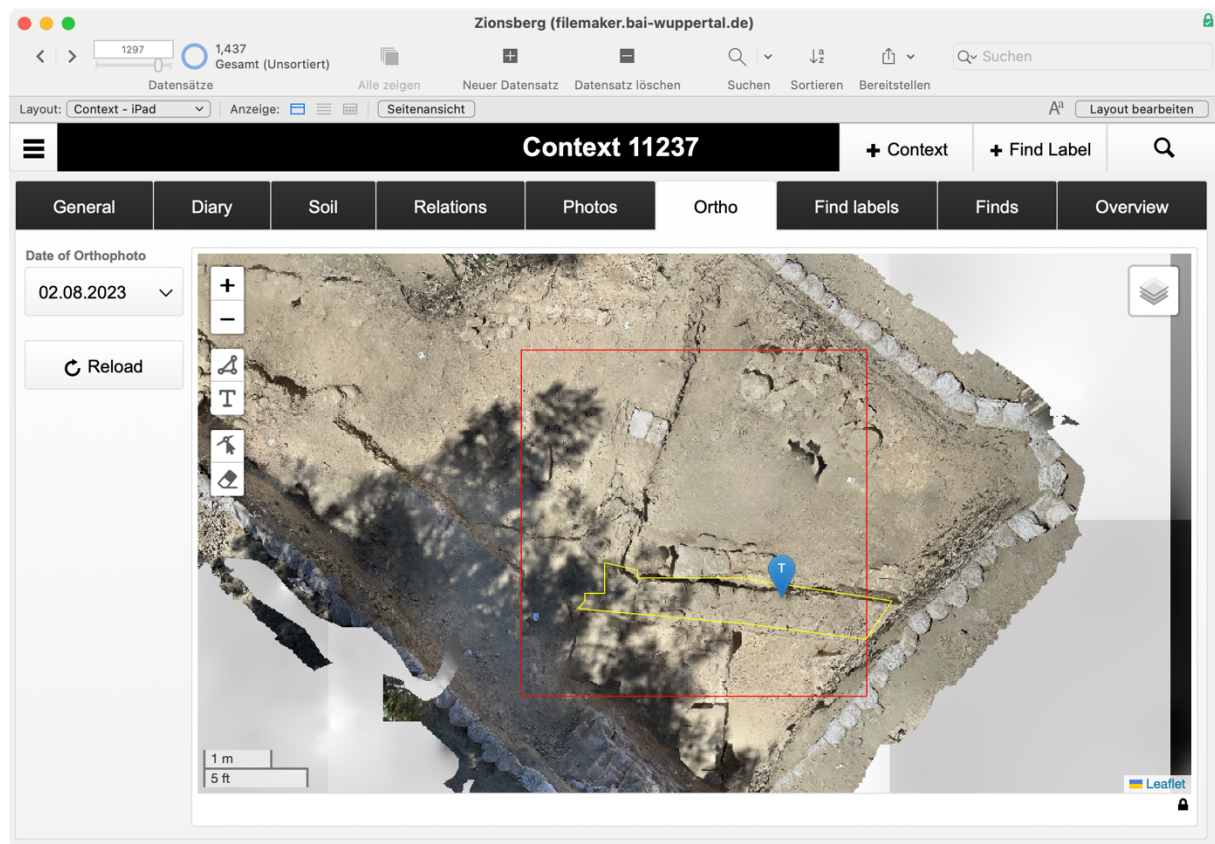 Zionsberg (filemaker.bai-wuppertal.de)
1297
1,437
Gesamt (Unsortiert)
Datensätze
Alle zeigen
Neuer Datensatz
Datensatz löschen
Suchen
Sortieren
Bereitstellen
Suchen
Layout:
Context - iPad
Anzeige:
Seitenansicht
Aa
Layout bearbeiten
Context 11237
+ Context
+ Find Label
General
Diary
Soil
Relations
Photos
Ortho
Find labels
Finds
Overview
Date of Orthophoto
02.08.2023
Reload
+
−
T
T
1 m
5 ft
Leaflet